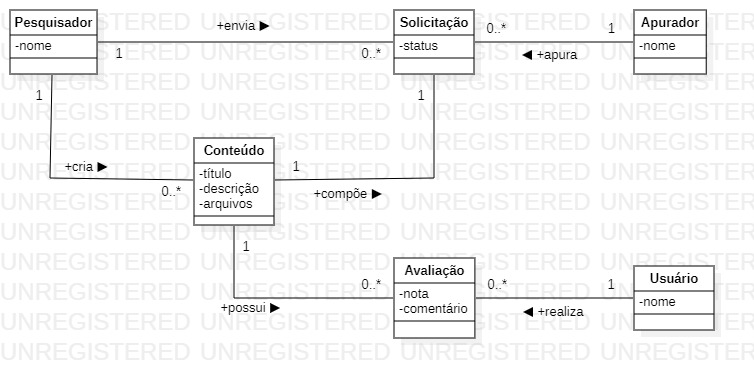 Pesquisador
-nome
+envia ▶
1
0..*
Solicitação
-status
0..*
1
◀ +apura
Apurador
-nome
1
+cria ▶
0..*
Conteúdo
-título
-descrição
-arquivos
1
+compõe ▶
1
1
+possui ▶
0..*
Avaliação
-nota
-comentário
0..*
1
◀ +realiza
Usuário
-nome
UNREGISTERED UNREGISTERED UNREGISTERED UNREGISTERED
UNREGISTERED UNREGISTERED UNREGISTERED UNREGISTERED
UNREGISTERED UNREGISTERED UNREGISTERED UNREGISTERED
UNREGISTERED UNREGISTERED UNREGISTERED UNREGISTERED
UNREGISTERED UNREGISTERED UNREGISTERED UNREGISTERED
UNREGISTERED UNREGISTERED UNREGISTERED UNREGISTERED
UNREGISTERED UNREGISTERED UNREGISTERED UNREGISTERED
UNREGISTERED UNREGISTERED UNREGISTERED UNREGISTERED
UNREGISTERED UNREGISTERED UNREGISTERED UNREGISTERED
UNREGISTERED UNREGISTERED UNREGISTERED UNREGISTERED
UNREGISTERED UNREGISTERED UNREGISTERED UNREGISTERED
UNREGISTERED UNREGISTERED UNREGISTERED UNREGISTERED